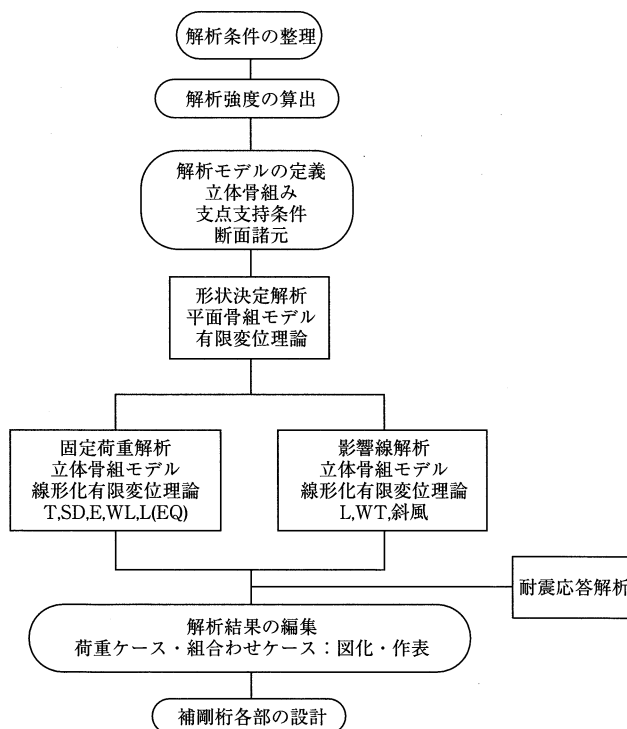 解析条件の整理
解析強度の算出
解析モデルの定義
立体骨組み
支点支持条件
断面諸元
形状決定解析
平面骨組モデル
有限変位理論
固定荷重解析
立体骨組モデル
線形化有限変位理論
T,SD,E,WL,L(EQ)
影響線解析
立体骨組モデル
線形化有限変位理論
L,WT,斜風
耐震応答解析
解析結果の編集
荷重ケース・組合わせケース：図化・作表
補剛桁各部の設計